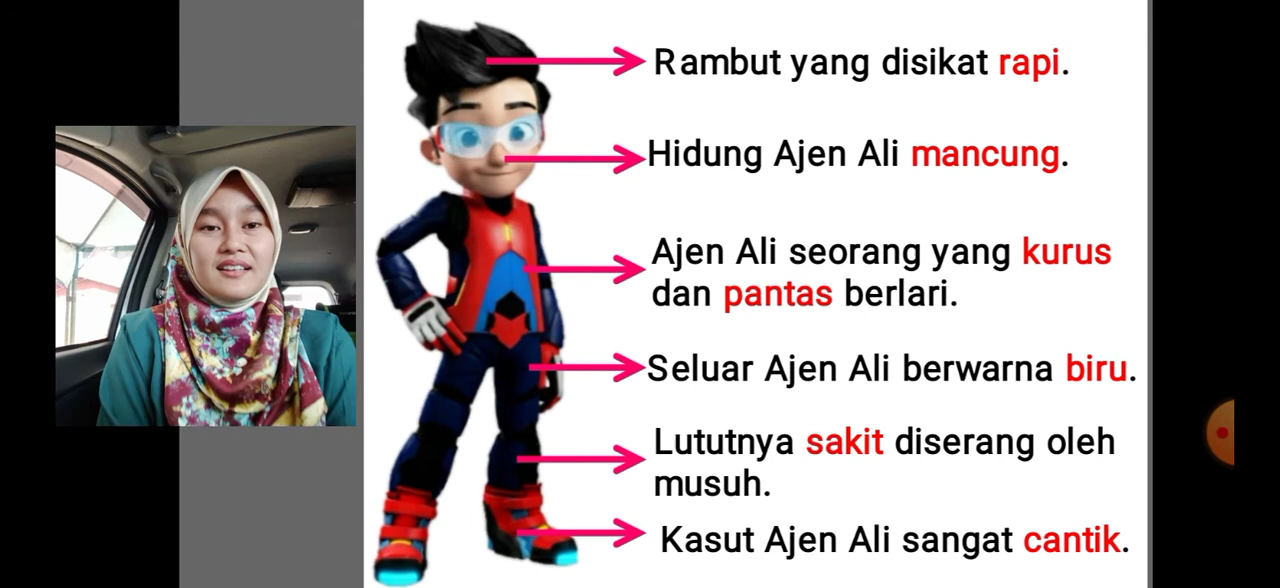 Rambut yang disikat rapi.
Hidung Ajen Ali mancung.
Ajen Ali seorang yang kurus
dan pantas berlari.
Seluar Ajen Ali berwarna biru.
Lututnya sakit diserang oleh
musuh.
Kasut Ajen Ali sangat cantik.